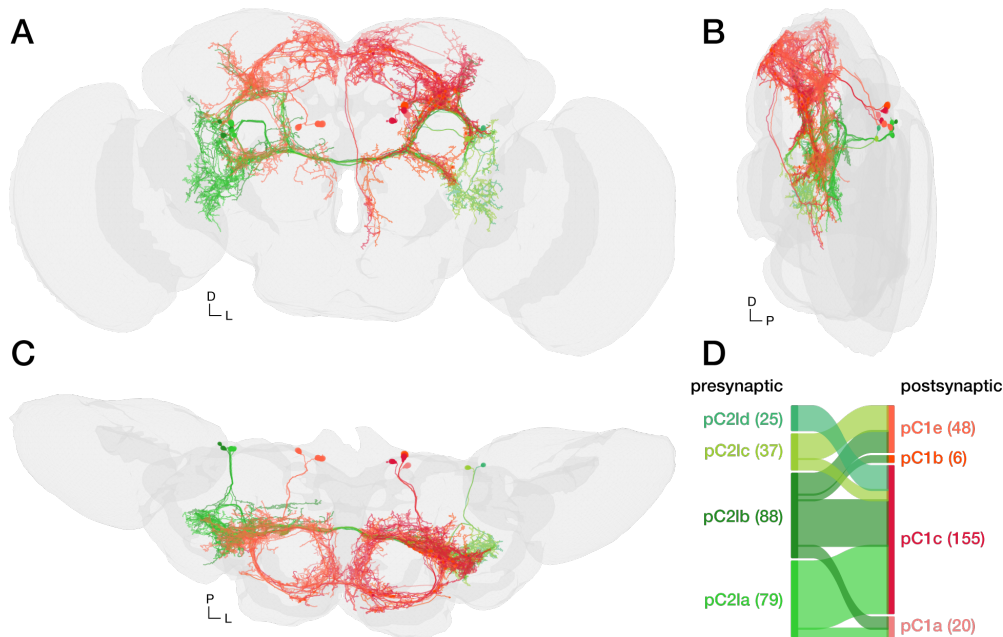 A
B
D
L
D
P
C
P
L
D
presynaptic
postsynaptic
pC2ld (25)
pC2lc (37)
pC2lb (88)
pC2la (79)
pC1e (48)
pC1b (6)
pC1c (155)
pC1a (20)